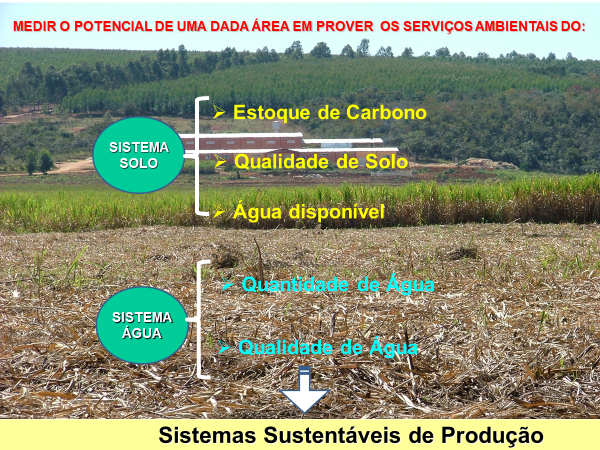 MEDIR O POTENCIAL DE UMA DADA ÁREA EM PROVER OS SERVIÇOS AMBIENTAIS DO:
SISTEMA
SOLO
➢ Estoque de Carbono
➢ Qualidade de Solo
➢ Água disponível
SISTEMA
ÁGUA
➢ Quantidade de Água
➢ Qualidade de Água
Sistemas Sustentáveis de Produção